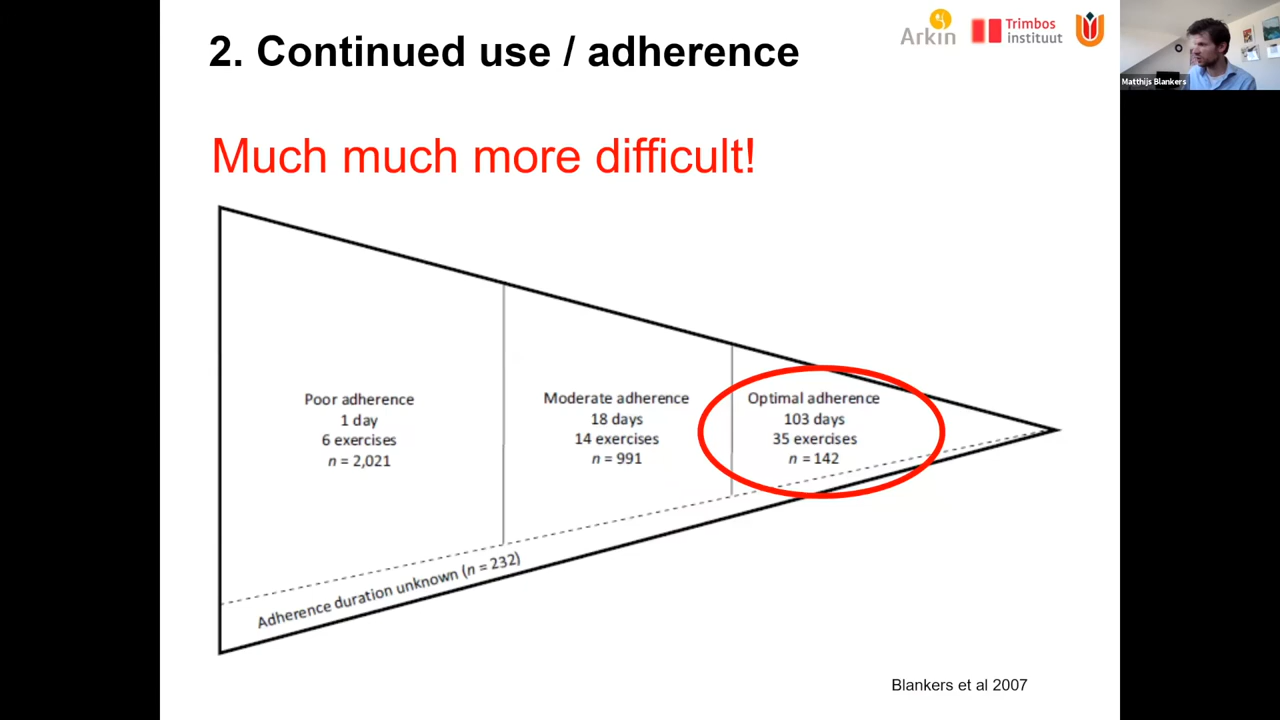 2. Continued use / adherence
Arkin
Trimbos
instituut
Matthijs Blankers
Much much more difficult!
Poor adherence
1 day
6 exercises
n = 2,021
Moderate adherence
18 days
14 exercises
n = 991
Optimal adherence
103 days
35 exercises
n = 142
Adherence duration unknown (n = 232)
Blankers et al 2007